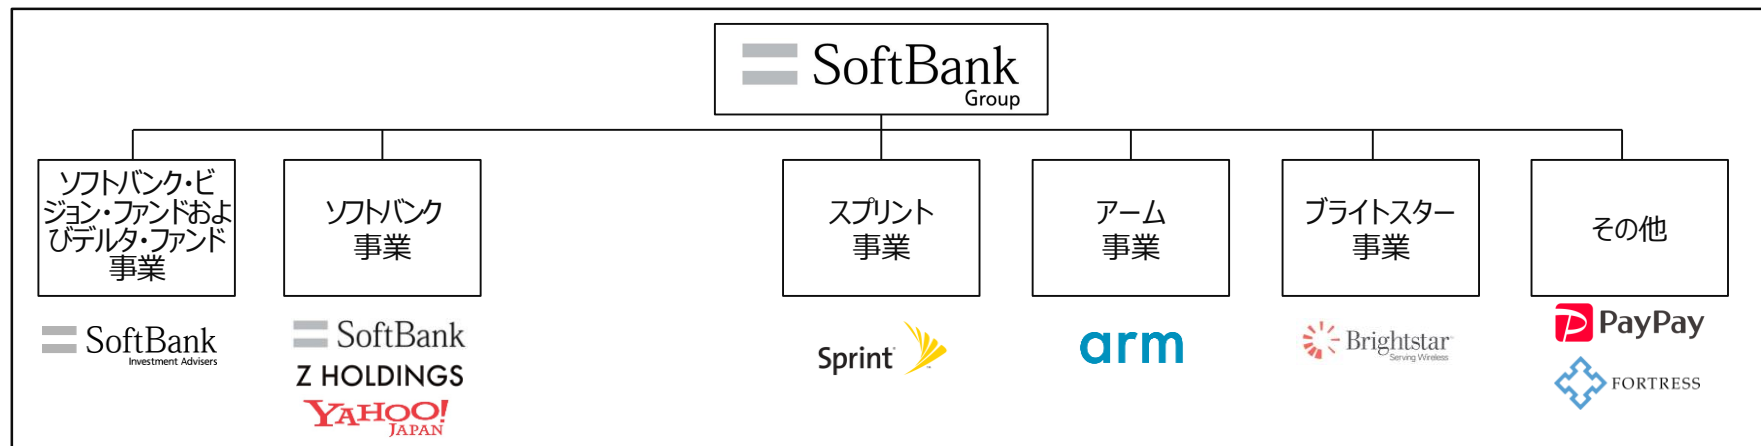 SoftBank
Group
ソフトバンク・ビ
ジョン・ファンドおよ
びデルタ・ファンド
事業
ソフトバンク
事業
スプリント
事業
アーム
事業
ブライトスター
事業
その他
SoftBank
Investment Advisers
SoftBank
Z HOLDINGS
YAHOO!
JAPAN
Sprint
arm
Brightstar
Serving Wireless
PayPay
FORTRESS